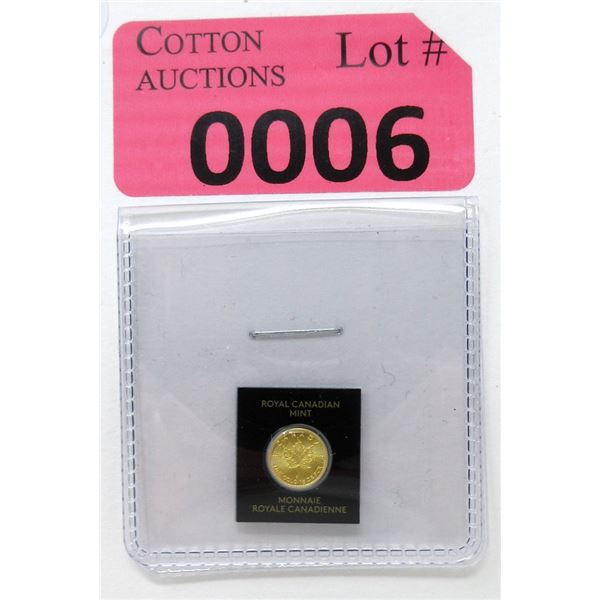 COTTON
AUCTIONS
Lot #
0006
ROYAL CANADIAN
MINT
MONNAIE
ROYALE CANADIENNE